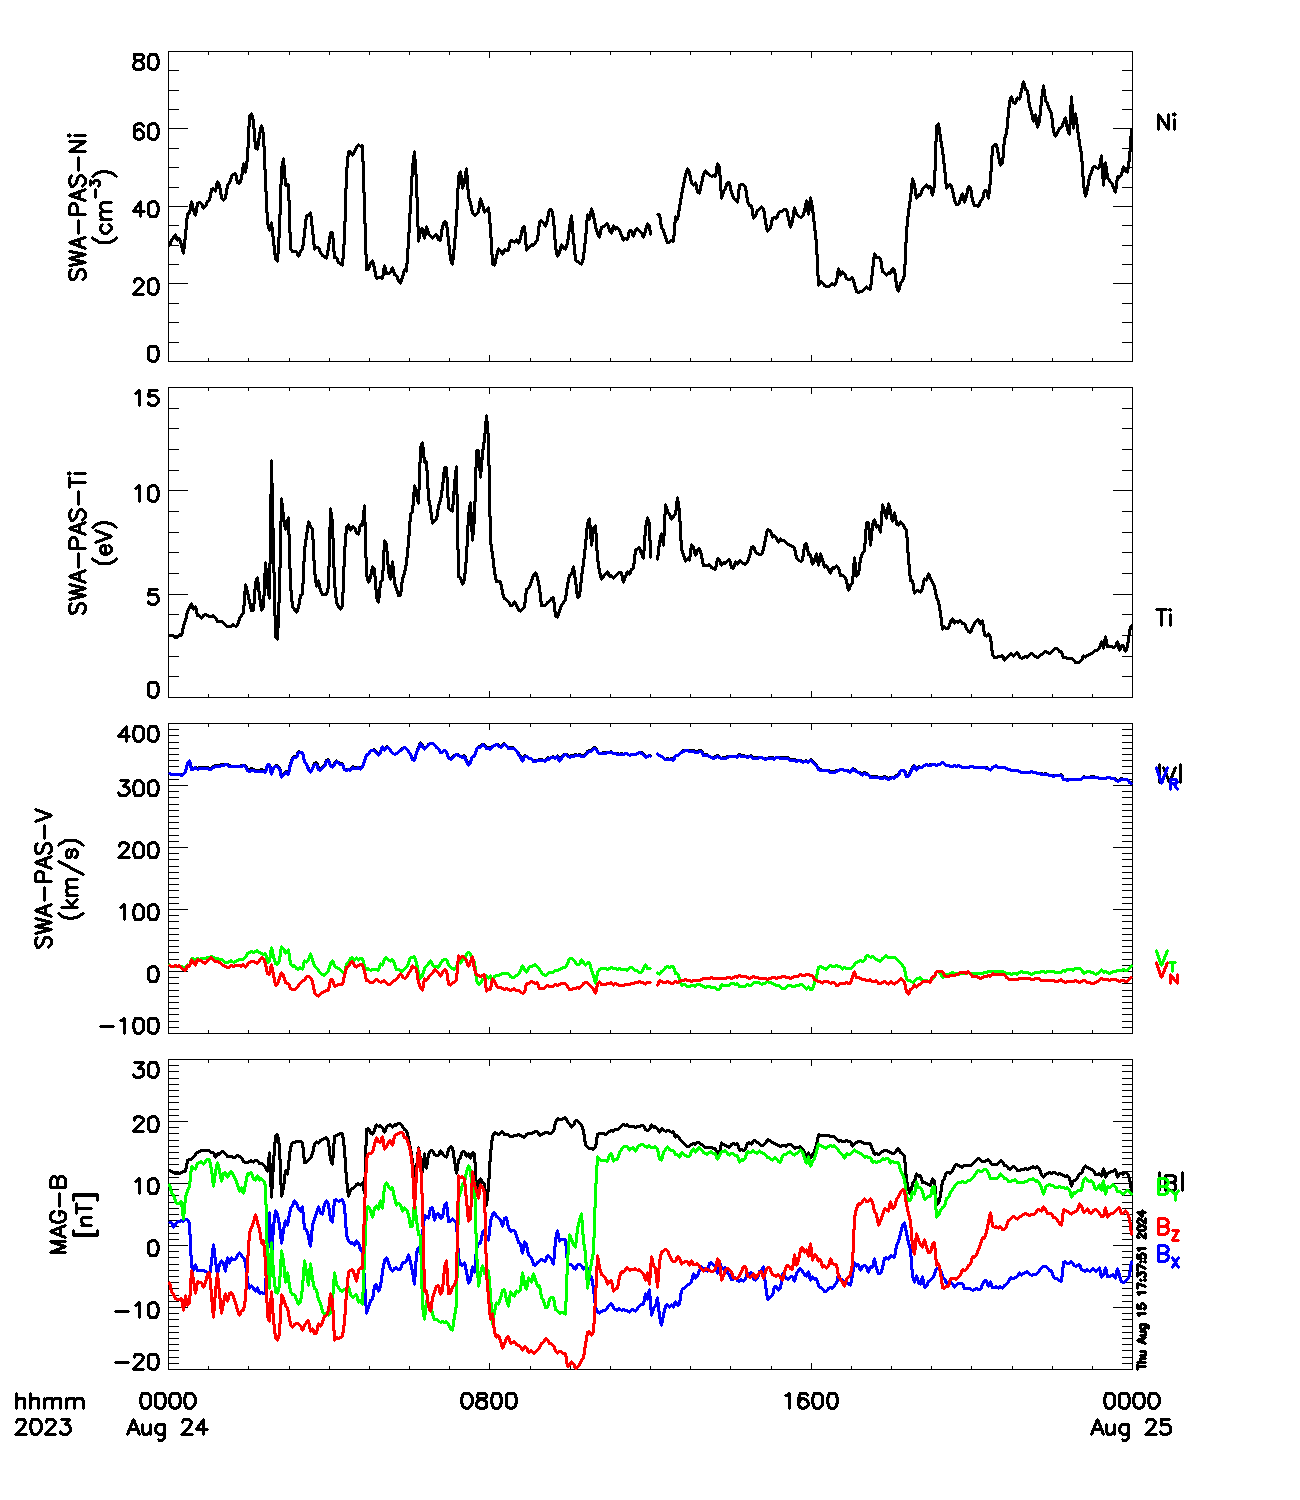 80
60
40
20
0
SWA-PAS-Ni
(cm⁻³)
Ni
15
10
5
0
SWA-PAS-Ti
(eV)
Ti
400
300
200
100
0
-100
SWA-PAS-V
(km/s)
|V|
V_R
V_T
V_N
30
20
10
0
-10
-20
MAG-B
[nT]
|B|
B_Y
B_Z
B_X
Thu Aug 15 17:37:51 2024
hhmm 0000 0800 1600 0000
2023 Aug 24 Aug 25